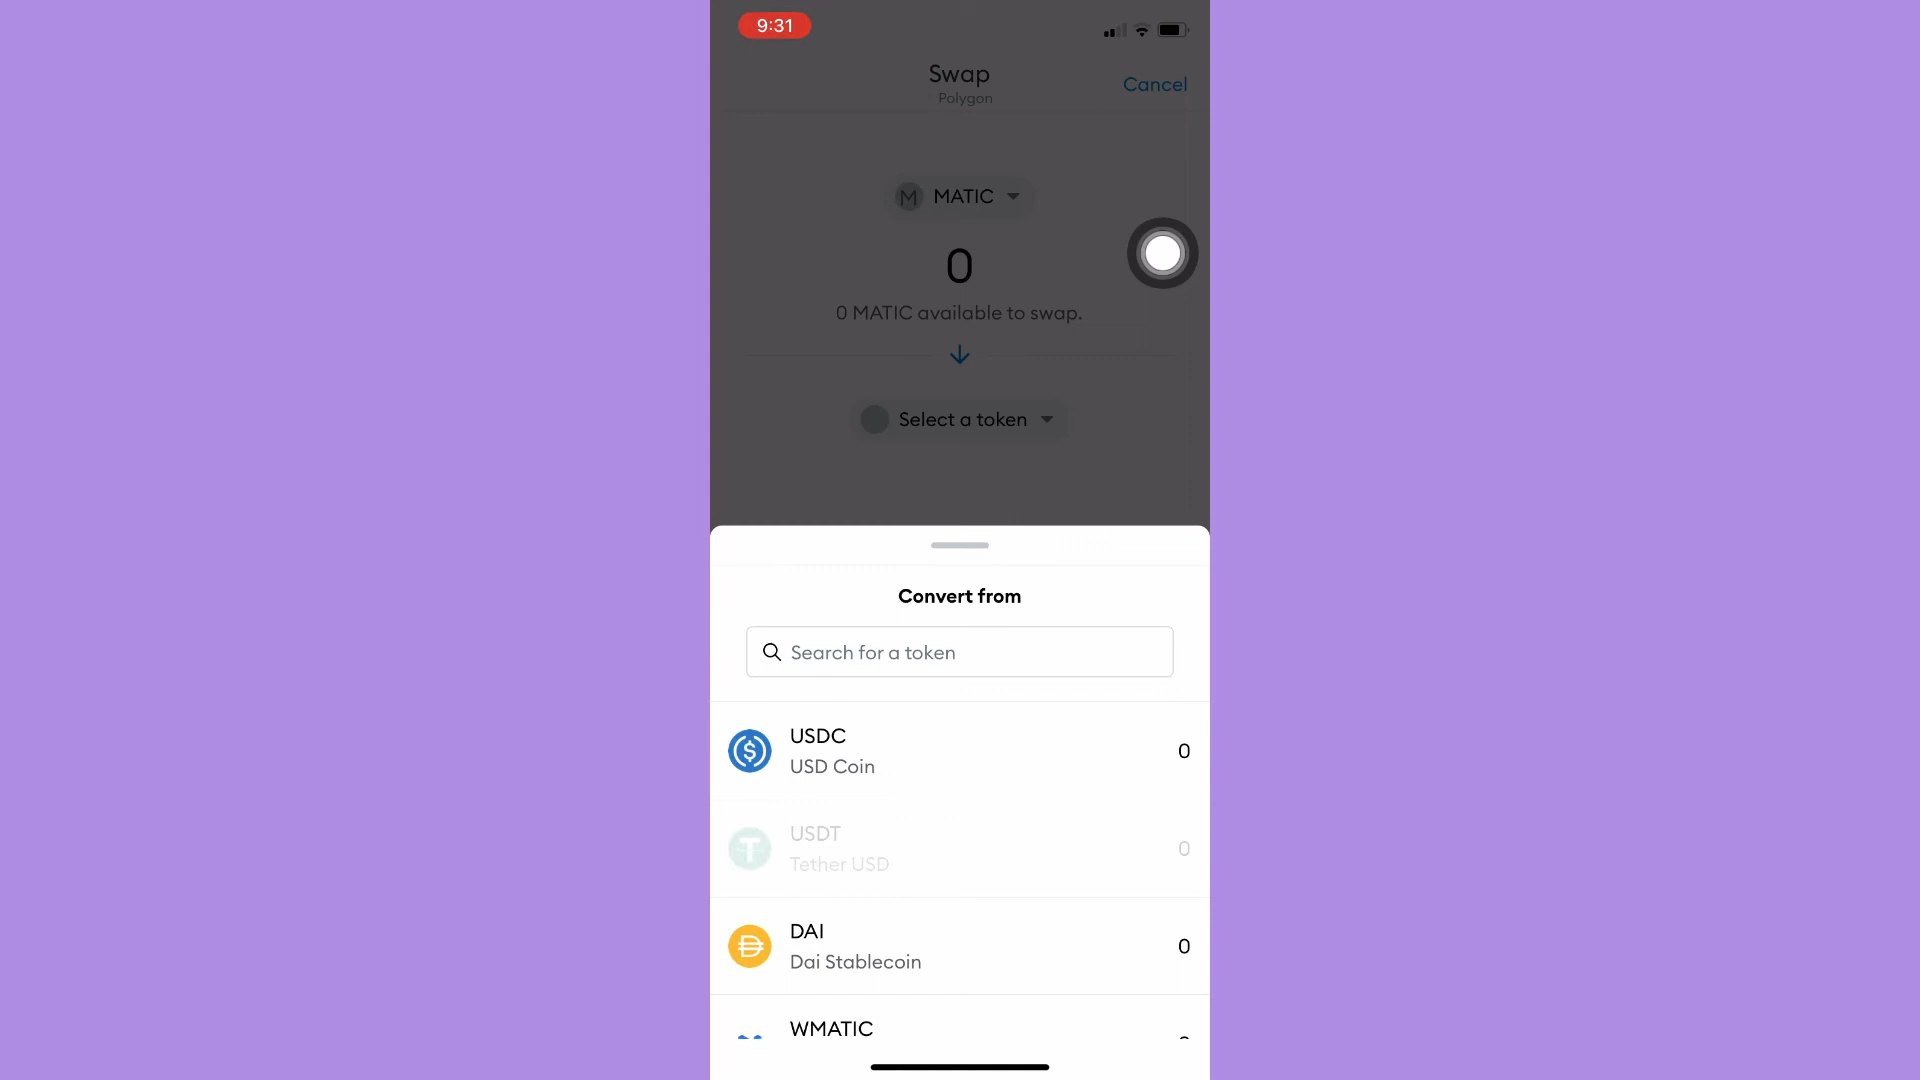 9:31
Swap
Polygon
Cancel
M MATIC
0
0 MATIC available to swap.
Select a token
Convert from
Search for a token
USDC
USD Coin
0
USDT
Tether USD
0
DAI
Dai Stablecoin
0
WMATIC